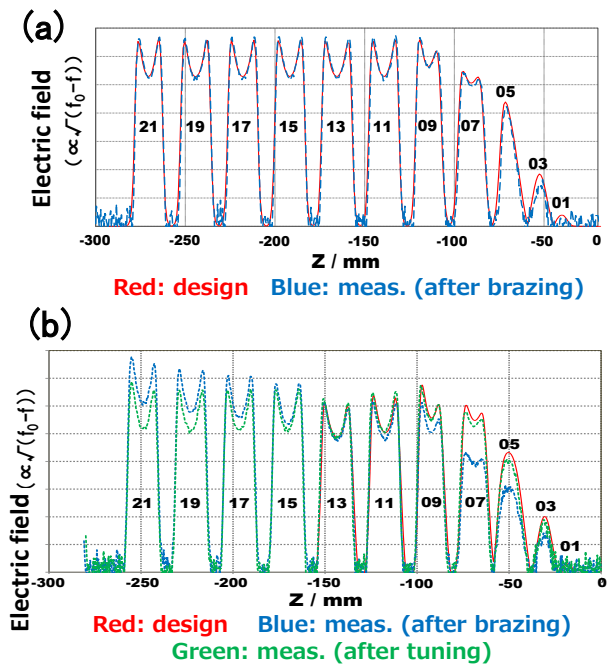 (a)
Electric field
(∝√(f₀-f))
21 19 17 15 13 11 09 07 05 03 01
-300 -250 -200 -150 -100 -50 0
Z / mm
Red: design Blue: meas. (after brazing)
(b)
Electric field (∝√(f₀-f))
21 19 17 15 13 11 09 07 05 03 01
-300 -250 -200 -150 -100 -50 0
Z / mm
Red: design Blue: meas. (after brazing)
Green: meas. (after tuning)